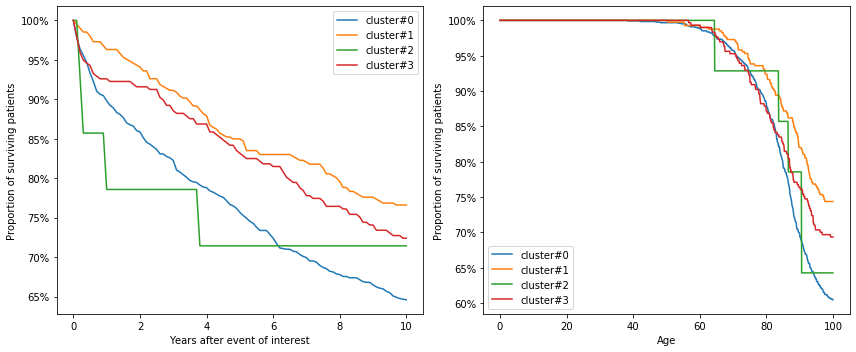 100%
95%
90%
85%
80%
75%
70%
65%
Proportion of surviving patients
0
2
4
6
8
10
Years after event of interest
cluster#0
cluster#1
cluster#2
cluster#3
100%
95%
90%
85%
80%
75%
70%
65%
60%
Proportion of surviving patients
0
20
40
60
80
100
Age
cluster#0
cluster#1
cluster#2
cluster#3